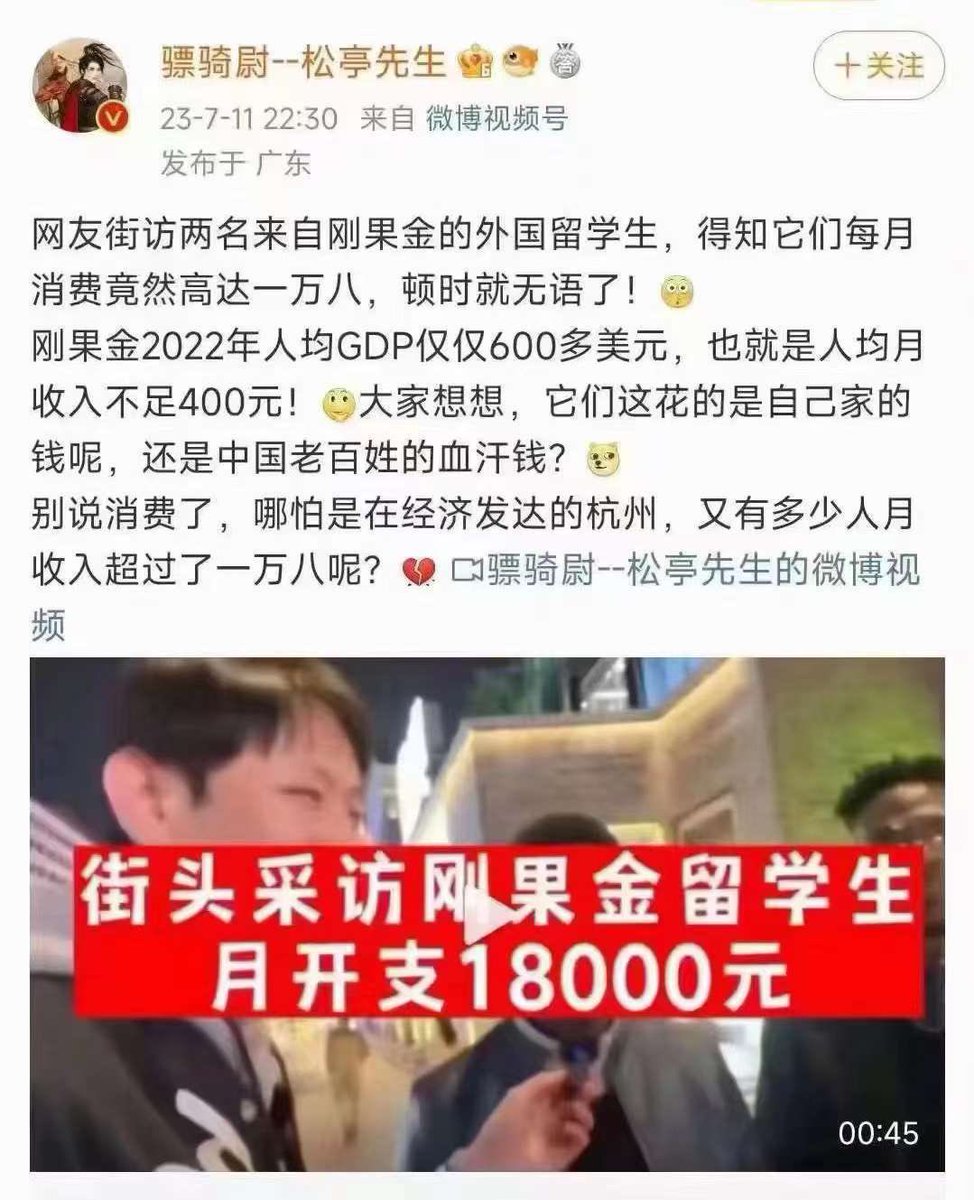 骠骑尉--松亭先生
答
+关注
23-7-11 22:30 来自 微博视频号
发布于 广东
网友街访两名来自刚果金的外国留学生，得知它们每月
消费竟然高达一万八，顿时就无语了！
刚果金2022年人均GDP仅仅600多美元，也就是人均月
收入不足400元！大家想想，它们这花的是自己家的
钱呢，还是中国老百姓的血汗钱？
别说消费了，哪怕是在经济发达的杭州，又有多少人月
收入超过了一万八呢？骠骑尉--松亭先生的微博视
频
街头采访刚果金留学生
月开支18000元
00:45